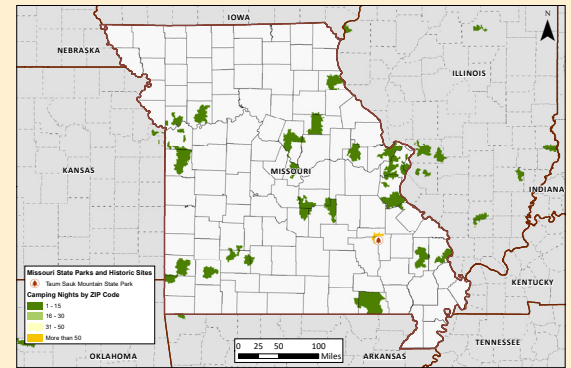 IOWA
N
NEBRASKA
ILLINOIS
KANSAS
MISSOURI
INDIANA
Missouri State Parks and Historic Sites
Taum Sauk Mountain State Park
Camping Nights by ZIP Code
1 - 15
16 - 30
31 - 50
More than 50
KENTUCKY
0 25 50 100
Miles
TENNESSEE
OKLAHOMA
ARKANSAS